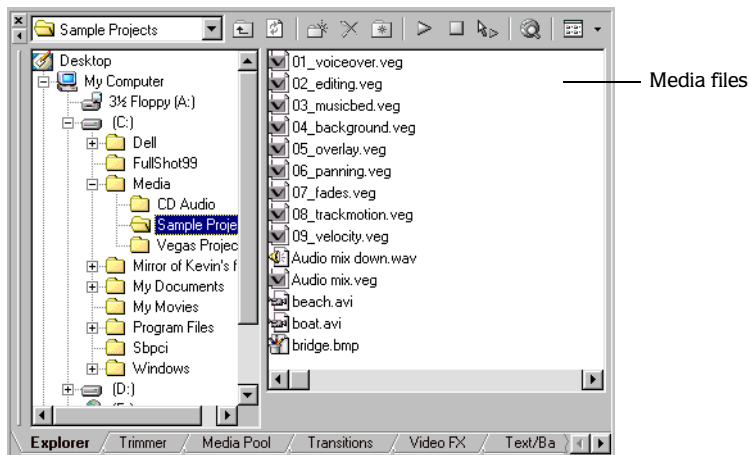 Sample Projects
Desktop
My Computer
3½ Floppy (A:)
(C:)
Dell
FullShot99
Media
CD Audio
Sample Proje
Vegas Projec
Mirror of Kevin's f
My Documents
My Movies
Program Files
Sbpci
Windows
(D:)
01_voiceover.veg
02_editing.veg
03_musicbed.veg
04_background.veg
05_overlay.veg
06_panning.veg
07_fades.veg
08_trackmotion.veg
09_velocity.veg
Audio mix down.wav
Audio mix.veg
beach.avi
boat.avi
bridge.bmp
Media files
Explorer Trimmer Media Pool Transitions Video FX Text/Ba